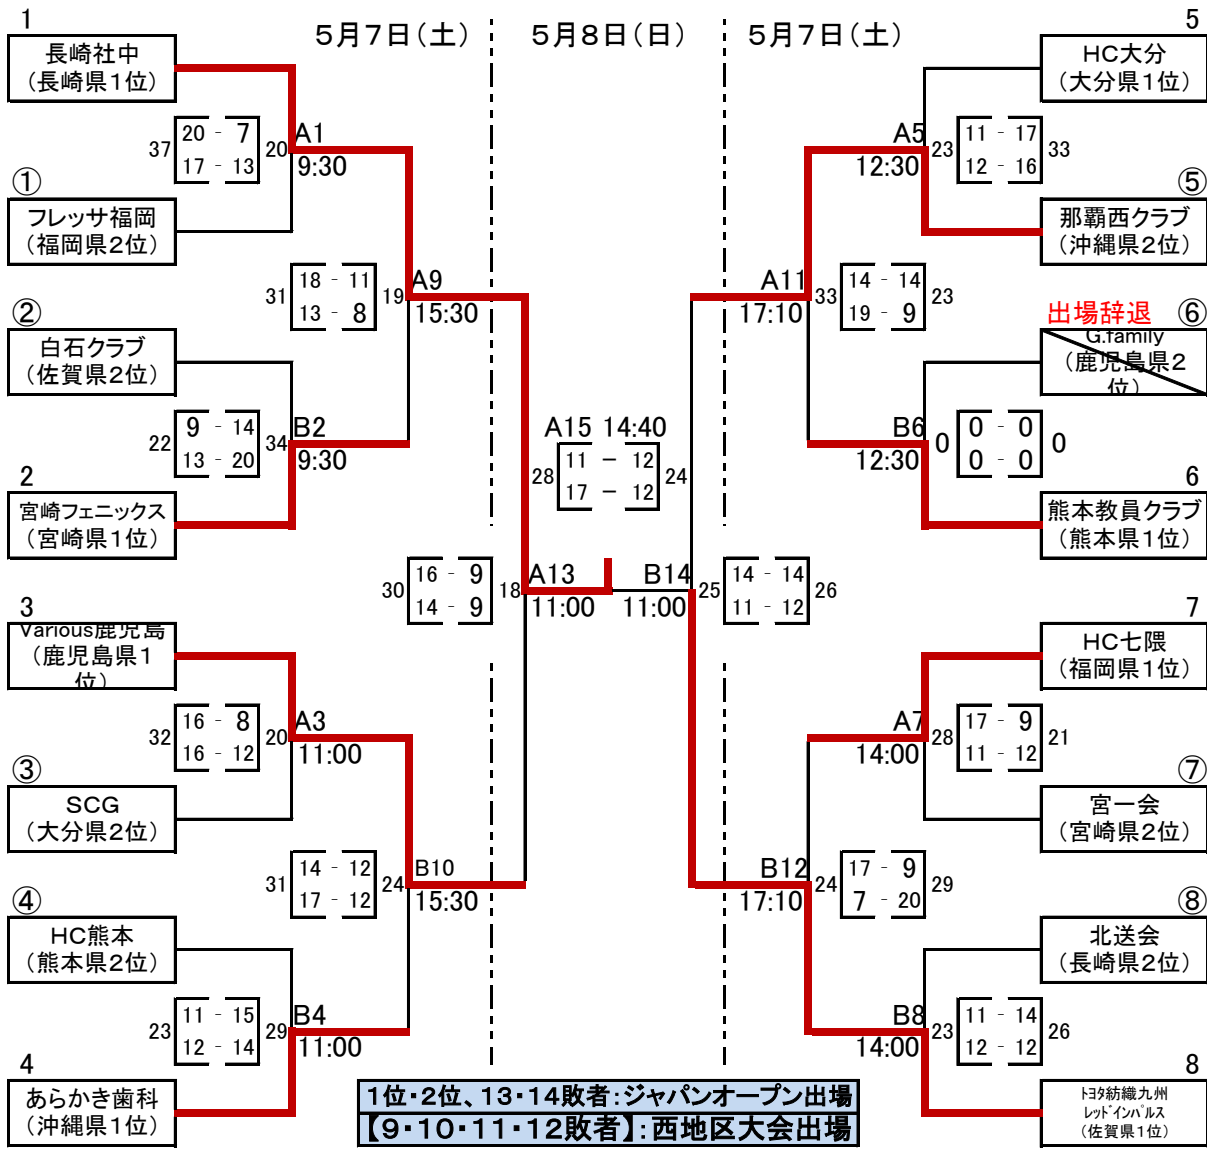 5月7日(土)
5月8日(日)
5月7日(土)
1
長崎社中
(長崎県1位)
37
20 - 7
17 - 13
20
A1
9:30
①
フレッサ福岡
(福岡県2位)
31
18 - 11
13 - 8
19
A9
15:30
②
白石クラブ
(佐賀県2位)
22
9 - 14
13 - 20
34
B2
9:30
2
宮崎フェニックス
(宮崎県1位)
30
16 - 9
14 - 9
18
A13
11:00
3
Various鹿児島
(鹿児島県1
位)
32
16 - 8
16 - 12
20
A3
11:00
③
SCG
(大分県2位)
31
14 - 12
17 - 12
24
B10
15:30
④
HC熊本
(熊本県2位)
23
11 - 15
12 - 14
29
B4
11:00
4
あらかき歯科
(沖縄県1位)
A15 14:40
28
11 - 12
17 - 12
24
5
HC大分
(大分県1位)
A5
12:30
23
11 - 17
12 - 16
33
⑤
那覇西クラブ
(沖縄県2位)
A11
17:10
33
14 - 14
19 - 9
23
出場辞退
⑥
G.family
(鹿児島県2
位)
B6
12:30
0
0 - 0
0 - 0
0
6
熊本教員クラブ
(熊本県1位)
B14
11:00
25
14 - 14
11 - 12
26
7
HC七隈
(福岡県1位)
A7
14:00
28
17 - 9
11 - 12
21
⑦
宮一会
(宮崎県2位)
B12
17:10
24
17 - 9
7 - 20
29
⑧
北送会
(長崎県2位)
B8
14:00
23
11 - 14
12 - 12
26
8
トヨタ紡織九州
レッドインパルス
(佐賀県1位)
1位・2位、13・14敗者:ジャパンオープン出場
【9・10・11・12敗者】:西地区大会出場